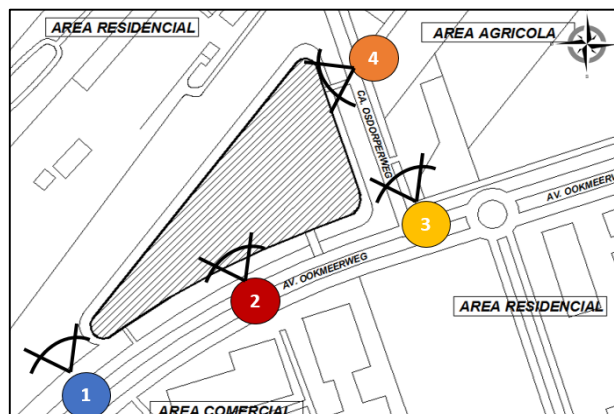 AREA RESIDENCIAL
AREA AGRICOLA
4
CA. OSDORPERWEG
3
AV. OOKMEERWEG
AV. OOKMEERWEG
2
AREA RESIDENCIAL
1
AREA COMERCIAL